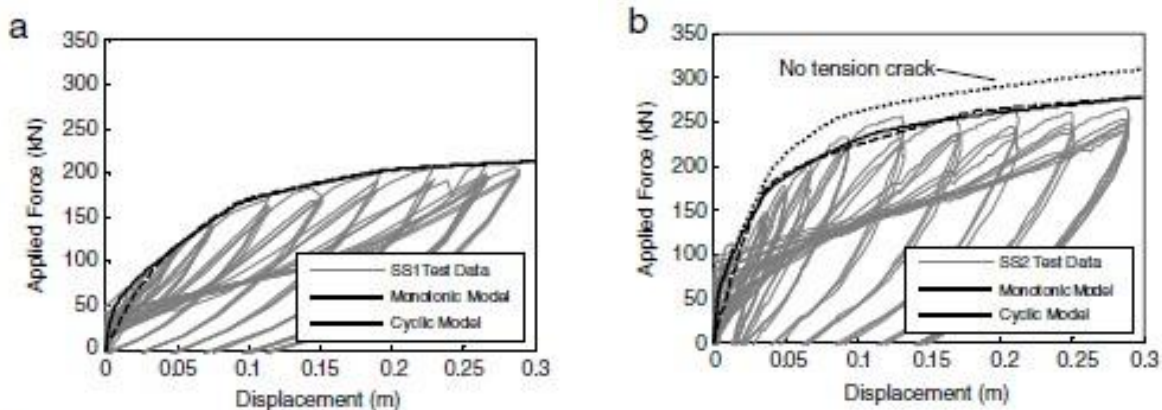 a
350
300
250
200
150
100
50
0
Applied Force (kN)
SS1Test Data
Monotonic Model
Cyclic Model
0 0.05 0.1 0.15 0.2 0.25 0.3
Displacement (m)
b
350
300
250
200
150
100
50
0
Applied Force (kN)
No tension crack
SS2 Test Data
Monotonic Model
Cyclic Model
0 0.05 0.1 0.15 0.2 0.25 0.3
Displacement (m)